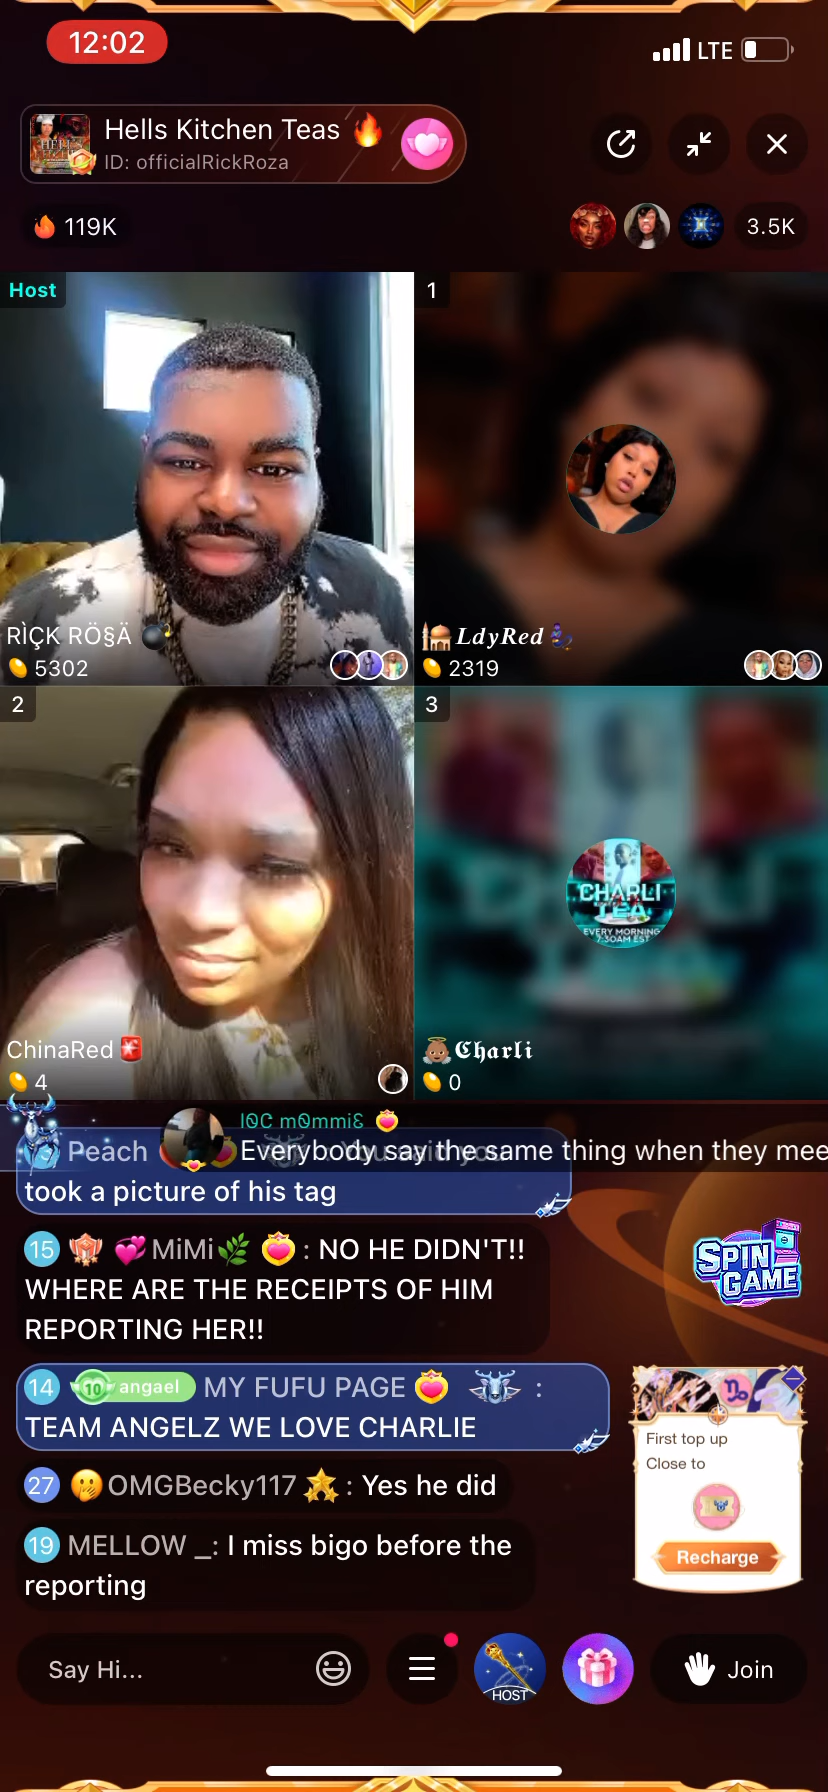 12:02
LTE
Hells Kitchen Teas 🔥
ID: officialRickRoza
🔥 119K
3.5K
Host
1
RÌÇK RÖ§Ä 💣
5302
🕌 LdyRed 🧞‍♀️
2319
2
3
CHARLI
TEA
EVERY MORNING
7:30AM EST
ChinaRed 🚨
4
👼🏽 Charli
0
Peach
IØC mØmmiƐ
Everybody say the same thing when they mee
took a picture of his tag
15 💞 MiMi🌿 : NO HE DIDN'T!!
WHERE ARE THE RECEIPTS OF HIM
REPORTING HER!!
14 10 angael MY FUFU PAGE :
TEAM ANGELZ WE LOVE CHARLIE
27 🤭OMGBecky117 : Yes he did
19 MELLOW _: I miss bigo before the
reporting
SPIN
GAME
First top up
Close to
Recharge
Say Hi...
HOST
Join